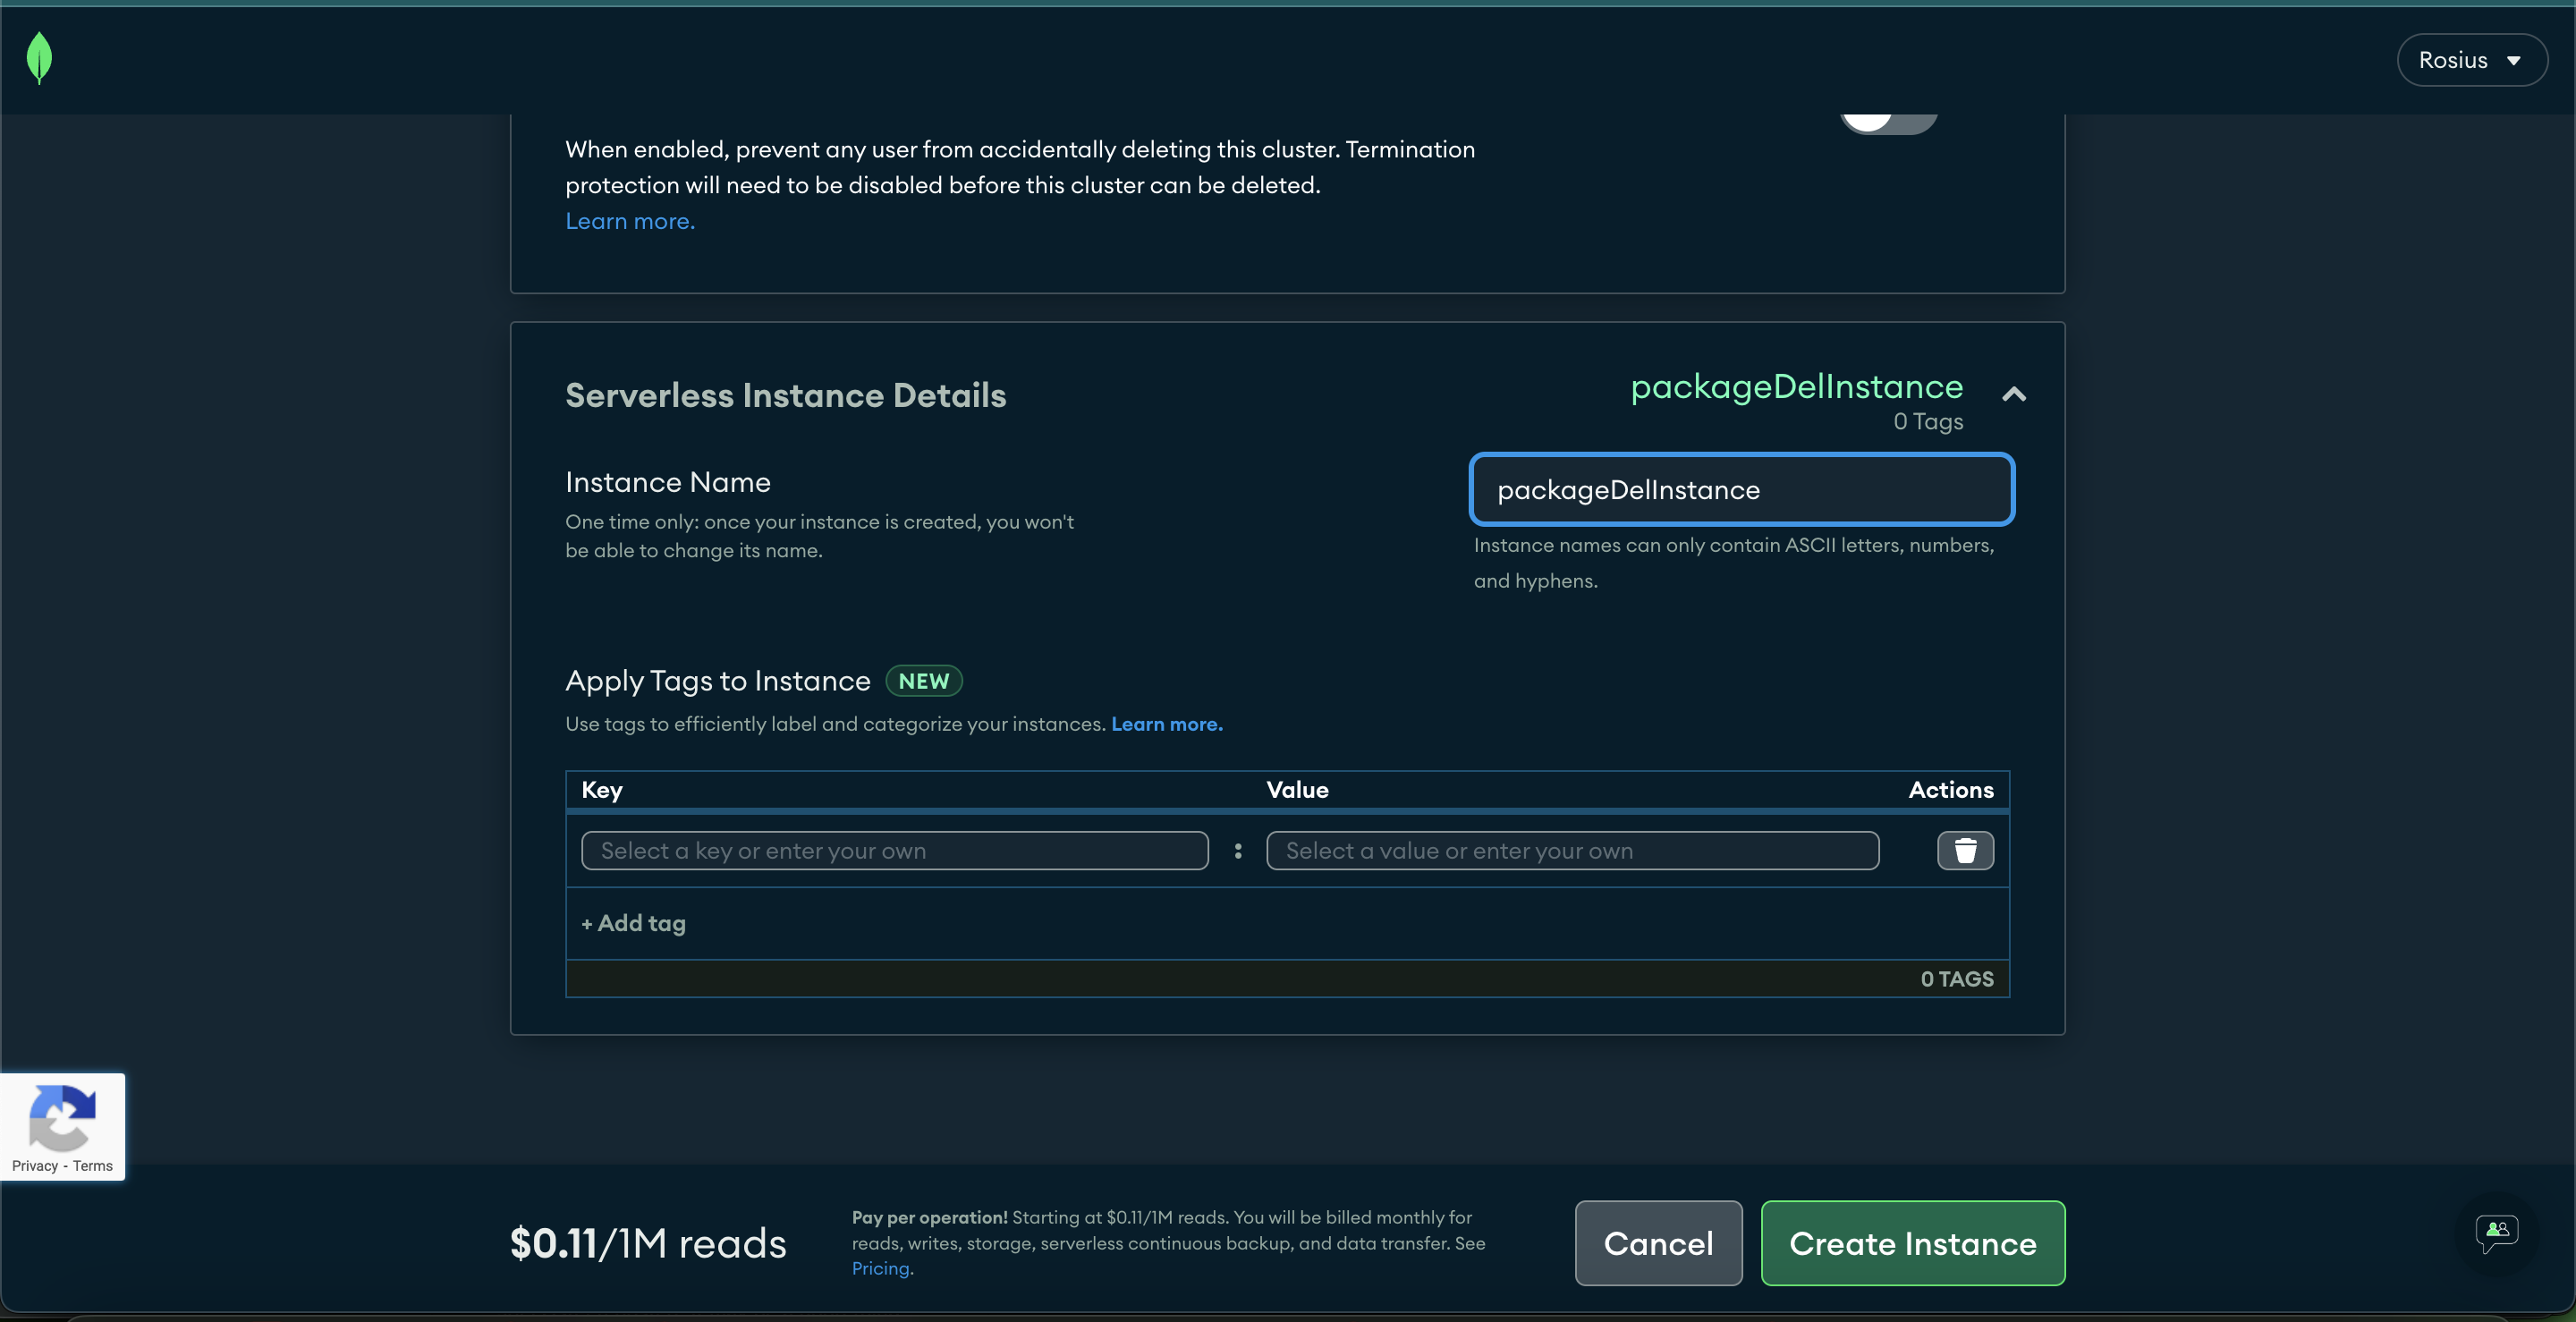 Rosius
When enabled, prevent any user from accidentally deleting this cluster. Termination
protection will need to be disabled before this cluster can be deleted.
Learn more.
Serverless Instance Details
packageDelInstance
0 Tags
Instance Name
One time only: once your instance is created, you won't
be able to change its name.
packageDelInstance
Instance names can only contain ASCII letters, numbers,
and hyphens.
Apply Tags to Instance NEW
Use tags to efficiently label and categorize your instances. Learn more.
Key Value Actions
Select a key or enter your own : Select a value or enter your own
+ Add tag
0 TAGS
Privacy - Terms
$0.11/1M reads
Pay per operation! Starting at $0.11/1M reads. You will be billed monthly for
reads, writes, storage, serverless continuous backup, and data transfer. See
Pricing.
Cancel
Create Instance